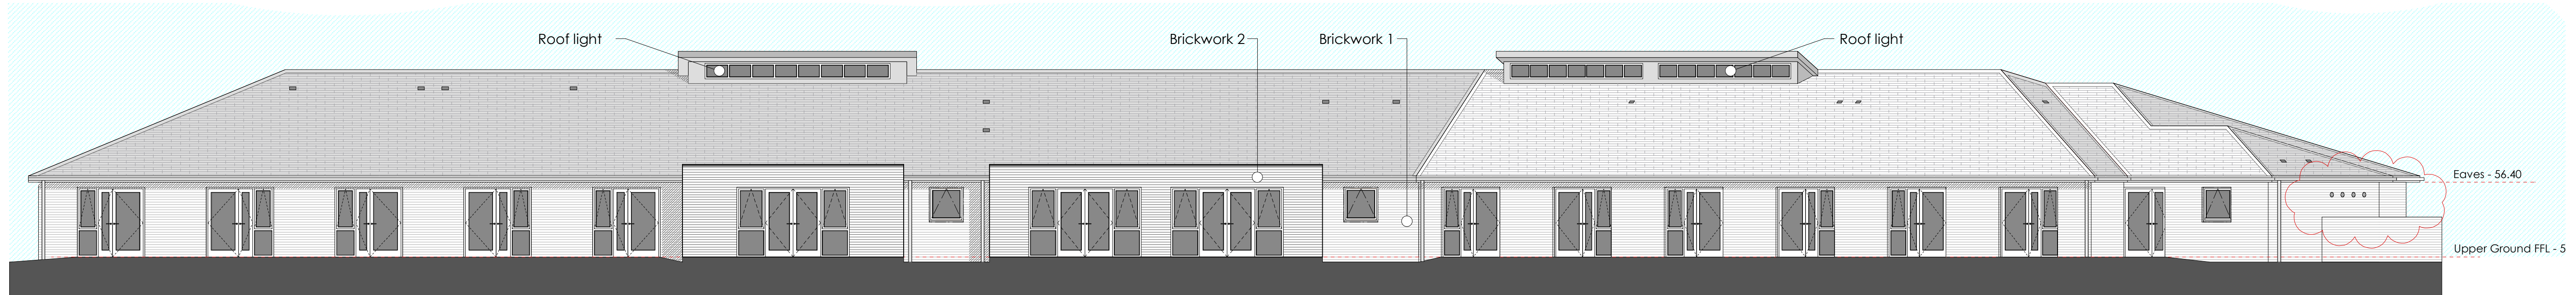 Roof light
Brickwork 2
Brickwork 1
Roof light
Eaves - 56.40
Upper Ground FFL - 5